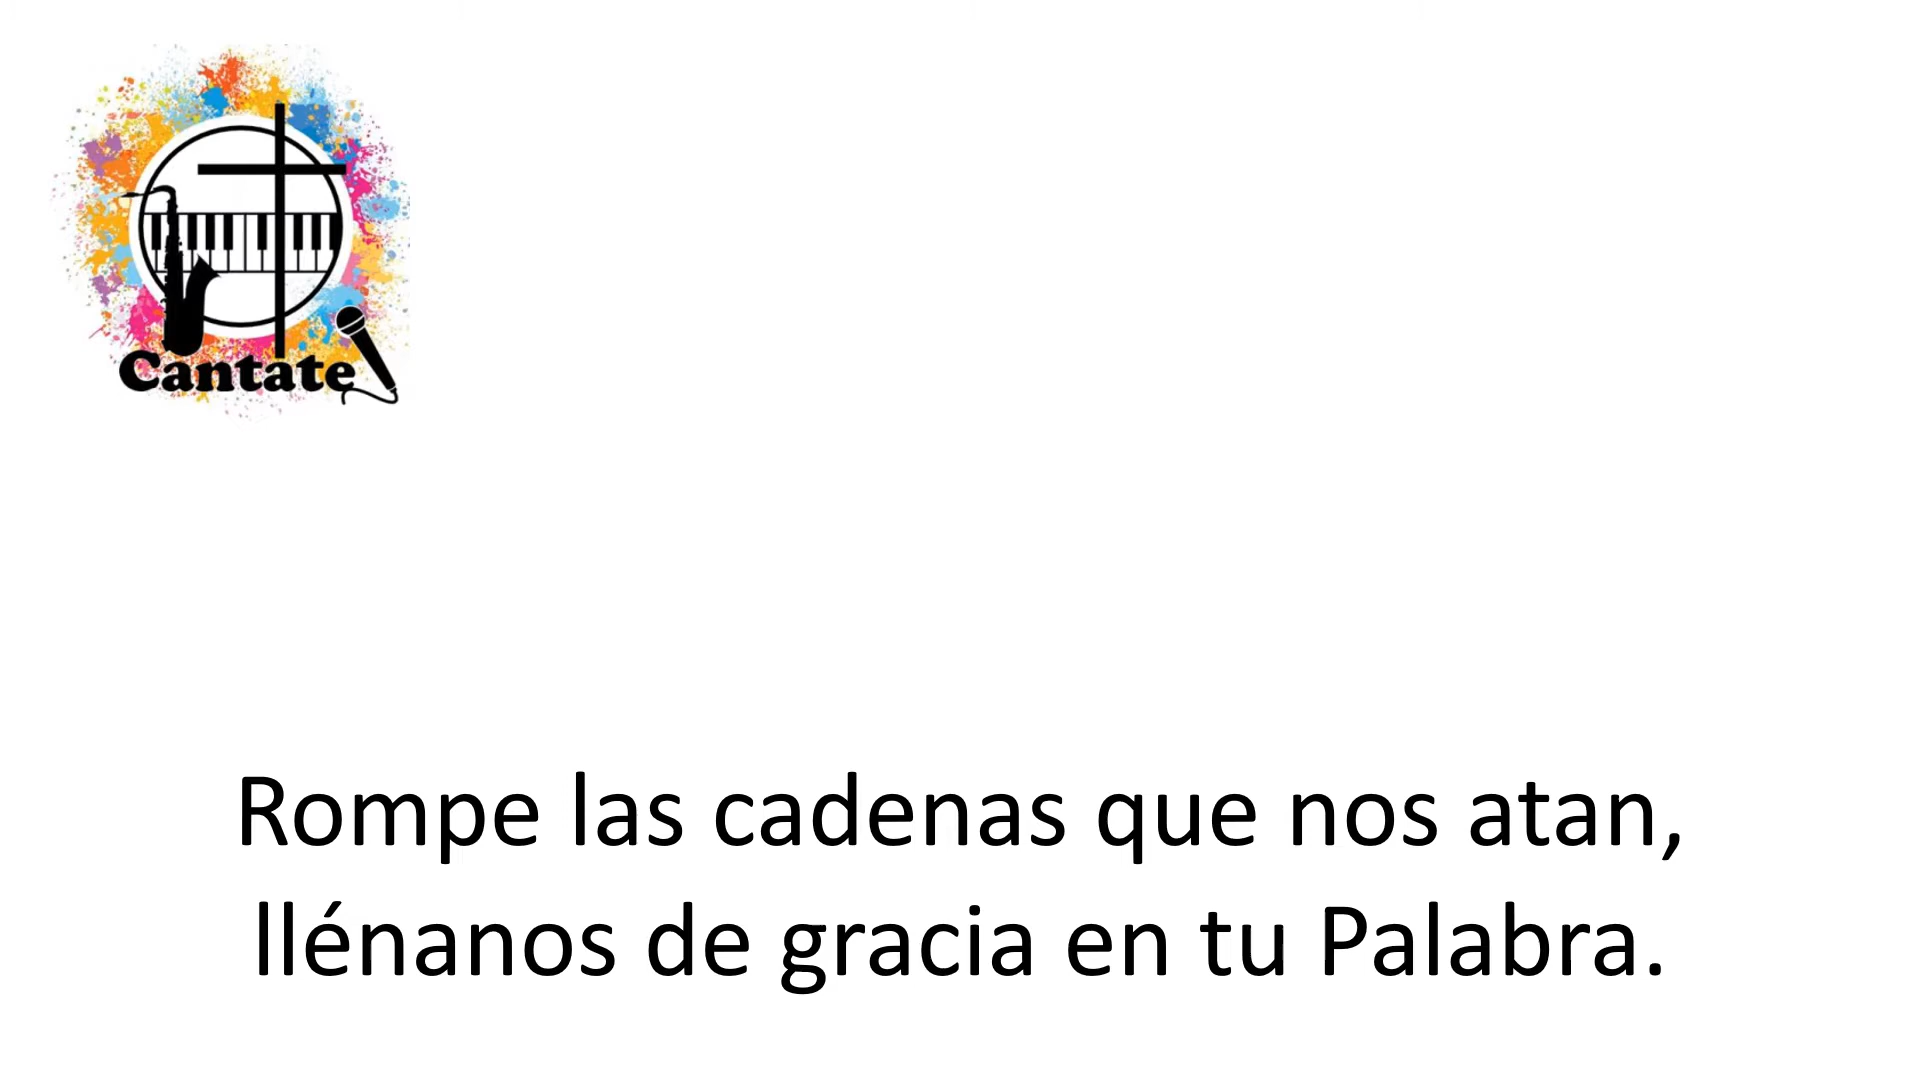 Cantate
Rompe las cadenas que nos atan,
llénanos de gracia en tu Palabra.